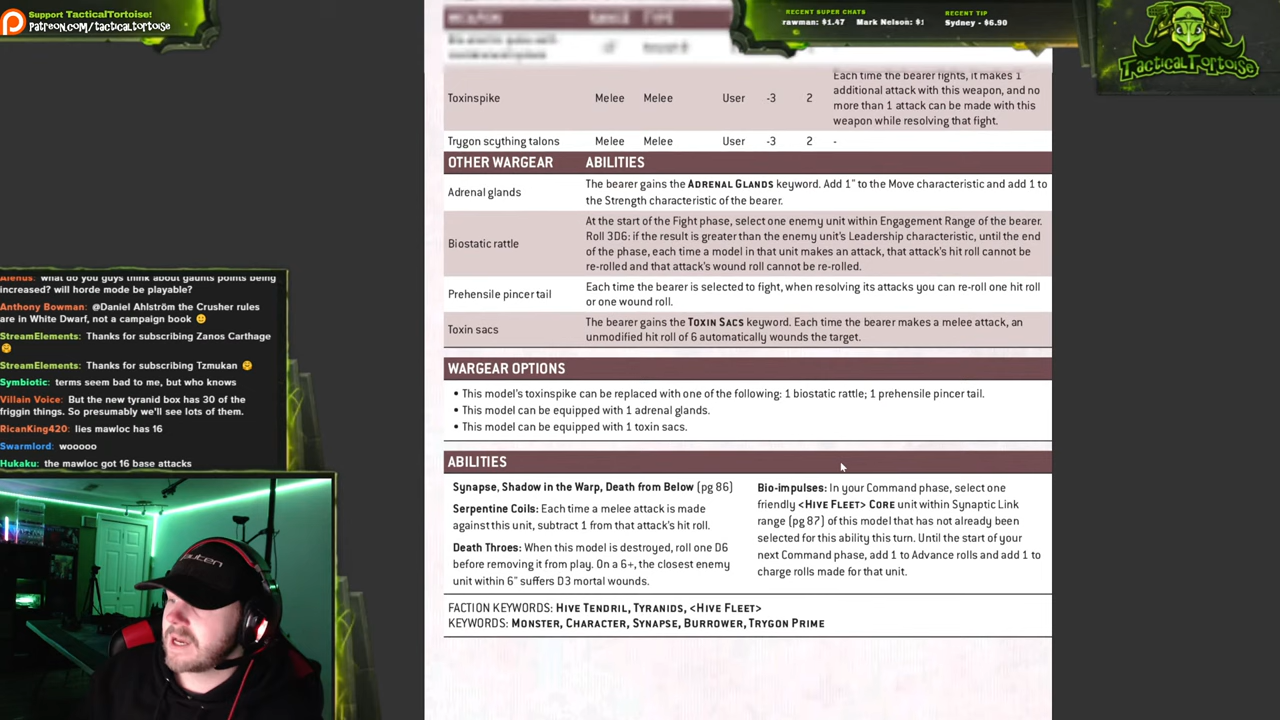 Support TacticalTortoise!
Patreon.com/tacticaltortoise
RECENT SUPER CHATS
rawman: $1.47 Mark Nelson: $!
RECENT TIP
Sydney - $6.90
TACTICALTORTOISE
Toxinspike Melee Melee User -3 2
Each time the bearer fights, it makes 1
additional attack with this weapon, and no
more than 1 attack can be made with this
weapon while resolving that fight.
Trygon scything talons Melee Melee User -3 2 -
OTHER WARGEAR ABILITIES
Adrenal glands
The bearer gains the ADRENAL GLANDS keyword. Add 1" to the Move characteristic and add 1 to
the Strength characteristic of the bearer.
Biostatic rattle
At the start of the Fight phase, select one enemy unit within Engagement Range of the bearer.
Roll 3D6: if the result is greater than the enemy unit's Leadership characteristic, until the end
of the phase, each time a model in that unit makes an attack, that attack's hit roll cannot be
re-rolled and that attack's wound roll cannot be re-rolled.
Prehensile pincer tail
Each time the bearer is selected to fight, when resolving its attacks you can re-roll one hit roll
or one wound roll.
Toxin sacs
The bearer gains the TOXIN SACS keyword. Each time the bearer makes a melee attack, an
unmodified hit roll of 6 automatically wounds the target.
WARGEAR OPTIONS
• This model's toxinspike can be replaced with one of the following: 1 biostatic rattle; 1 prehensile pincer tail.
• This model can be equipped with 1 adrenal glands.
• This model can be equipped with 1 toxin sacs.
ABILITIES
Synapse, Shadow in the Warp, Death from Below (pg 86)
Serpentine Coils: Each time a melee attack is made
against this unit, subtract 1 from that attack's hit roll.
Death Throes: When this model is destroyed, roll one D6
before removing it from play. On a 6+, the closest enemy
unit within 6" suffers D3 mortal wounds.
Bio-impulses: In your Command phase, select one
friendly <HIVE FLEET> CORE unit within Synaptic Link
range (pg 87) of this model that has not already been
selected for this ability this turn. Until the start of your
next Command phase, add 1 to Advance rolls and add 1 to
charge rolls made for that unit.
FACTION KEYWORDS: HIVE TENDRIL, TYRANIDS, <HIVE FLEET>
KEYWORDS: MONSTER, CHARACTER, SYNAPSE, BURROWER, TRYGON PRIME
what do you guys think about gaunts points being
increased? will horde mode be playable?
Anthony Bowman: @Daniel Ahlström the Crusher rules
are in White Dwarf, not a campaign book
StreamElements: Thanks for subscribing Zanos Carthage
StreamElements: Thanks for subscribing Tzmukan
Symbiotic: terms seem bad to me, but who knows
Villain Voice: But the new tyranid box has 30 of the
friggin things. So presumably we'll see lots of them.
RicanKing420: lies mawloc has 16
Swarmlord: wooooo
Hukaku: the mawloc got 16 base attacks